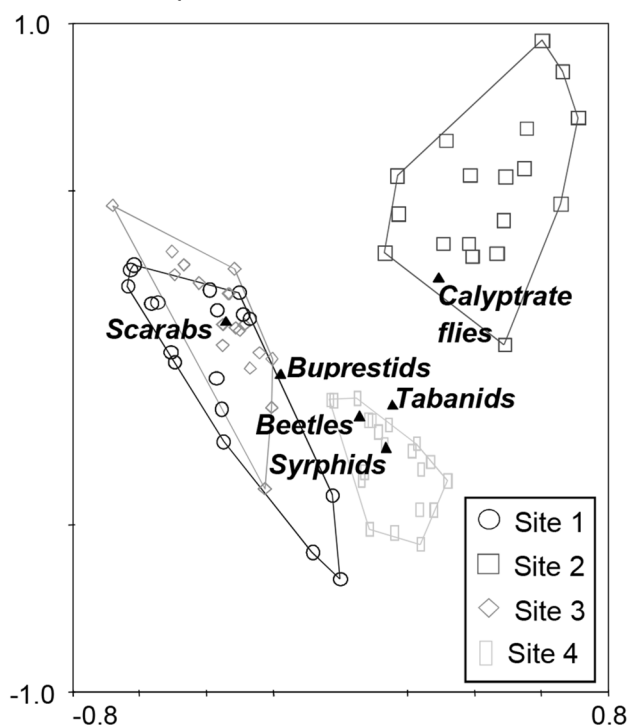 1.0
Calyptrate
flies
Scarabs
Buprestids
Tabanids
Beetles
Syrphids
Site 1
Site 2
Site 3
Site 4
-1.0
-0.8
0.8